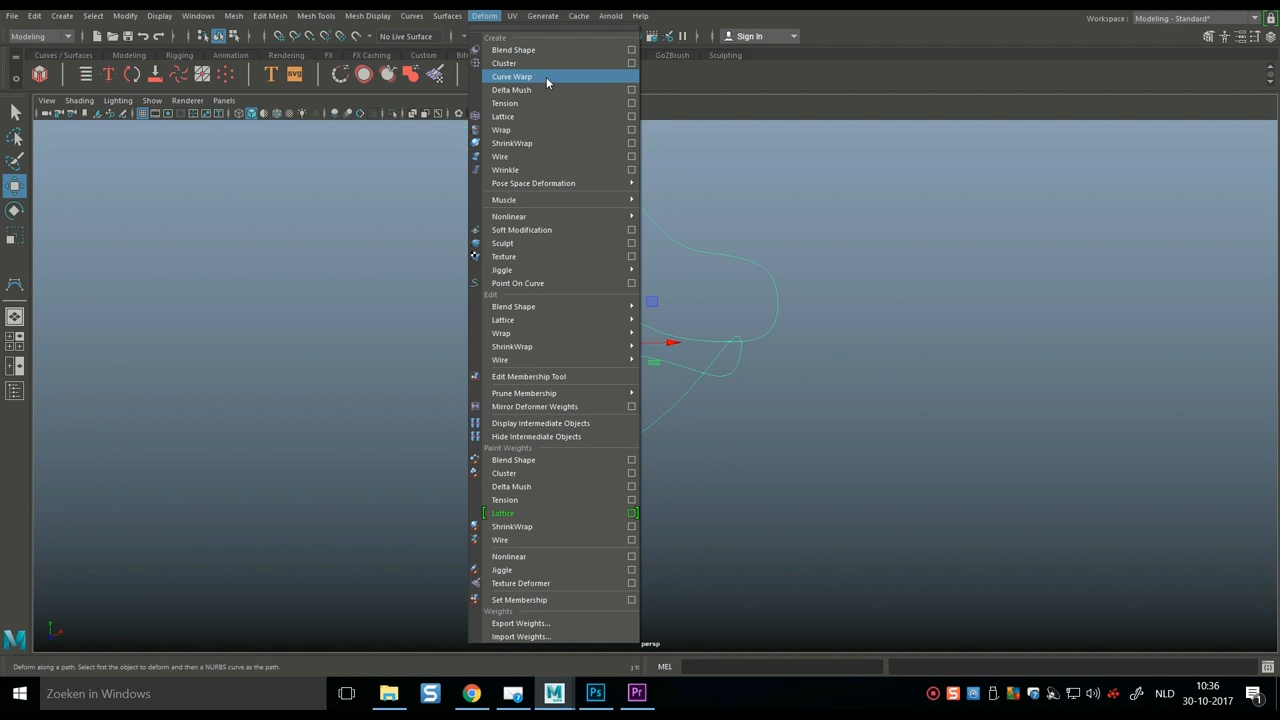 File Edit Create Select Modify Display Windows Mesh Edit Mesh Mesh Tools Mesh Display Curves Surfaces Deform UV Generate Cache Arnold Help Workspace : Modeling - Standard*
Modeling No Live Surface Sign In
Curves / Surfaces Modeling Rigging Animation Rendering FX FX Caching Custom GoZBrush Sculpting
T SVG
View Shading Lighting Show Renderer Panels
Create
Blend Shape
Cluster
Curve Warp
Delta Mush
Tension
Lattice
Wrap
ShrinkWrap
Wire
Wrinkle
Pose Space Deformation
Muscle
Nonlinear
Soft Modification
Sculpt
Texture
Jiggle
Point On Curve
Edit
Blend Shape
Lattice
Wrap
ShrinkWrap
Wire
Edit Membership Tool
Prune Membership
Mirror Deformer Weights
Display Intermediate Objects
Hide Intermediate Objects
Paint Weights
Blend Shape
Cluster
Delta Mush
Tension
Lattice
ShrinkWrap
Wire
Nonlinear
Jiggle
Texture Deformer
Set Membership
Weights
Export Weights...
Import Weights...
persp
Deform along a path. Select first the object to deform and then a NURBS curve as the path.
MEL
Zoeken in Windows
S M Ps Pr
NLD
10:36
30-10-2017